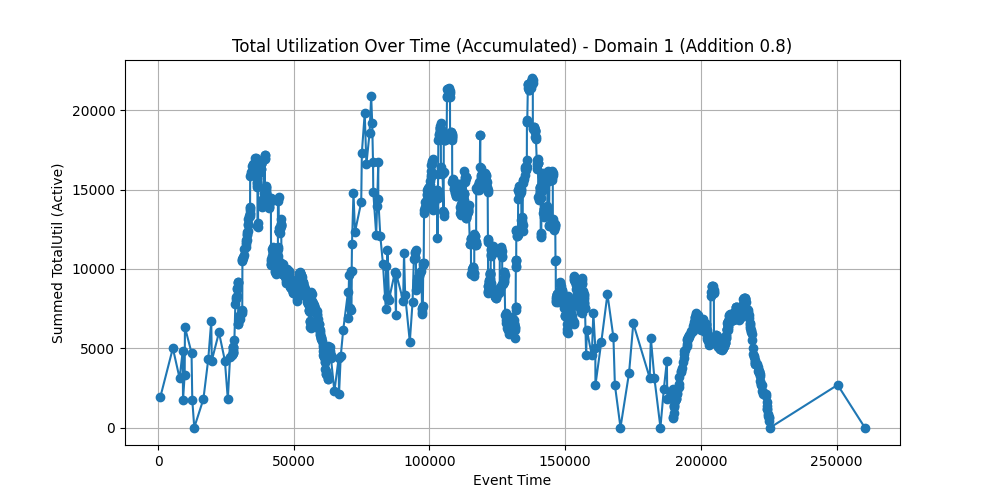 Total Utilization Over Time (Accumulated) - Domain 1 (Addition 0.8)
Summed TotalUtil (Active)
20000
15000
10000
5000
0
0 50000 100000 150000 200000 250000
Event Time